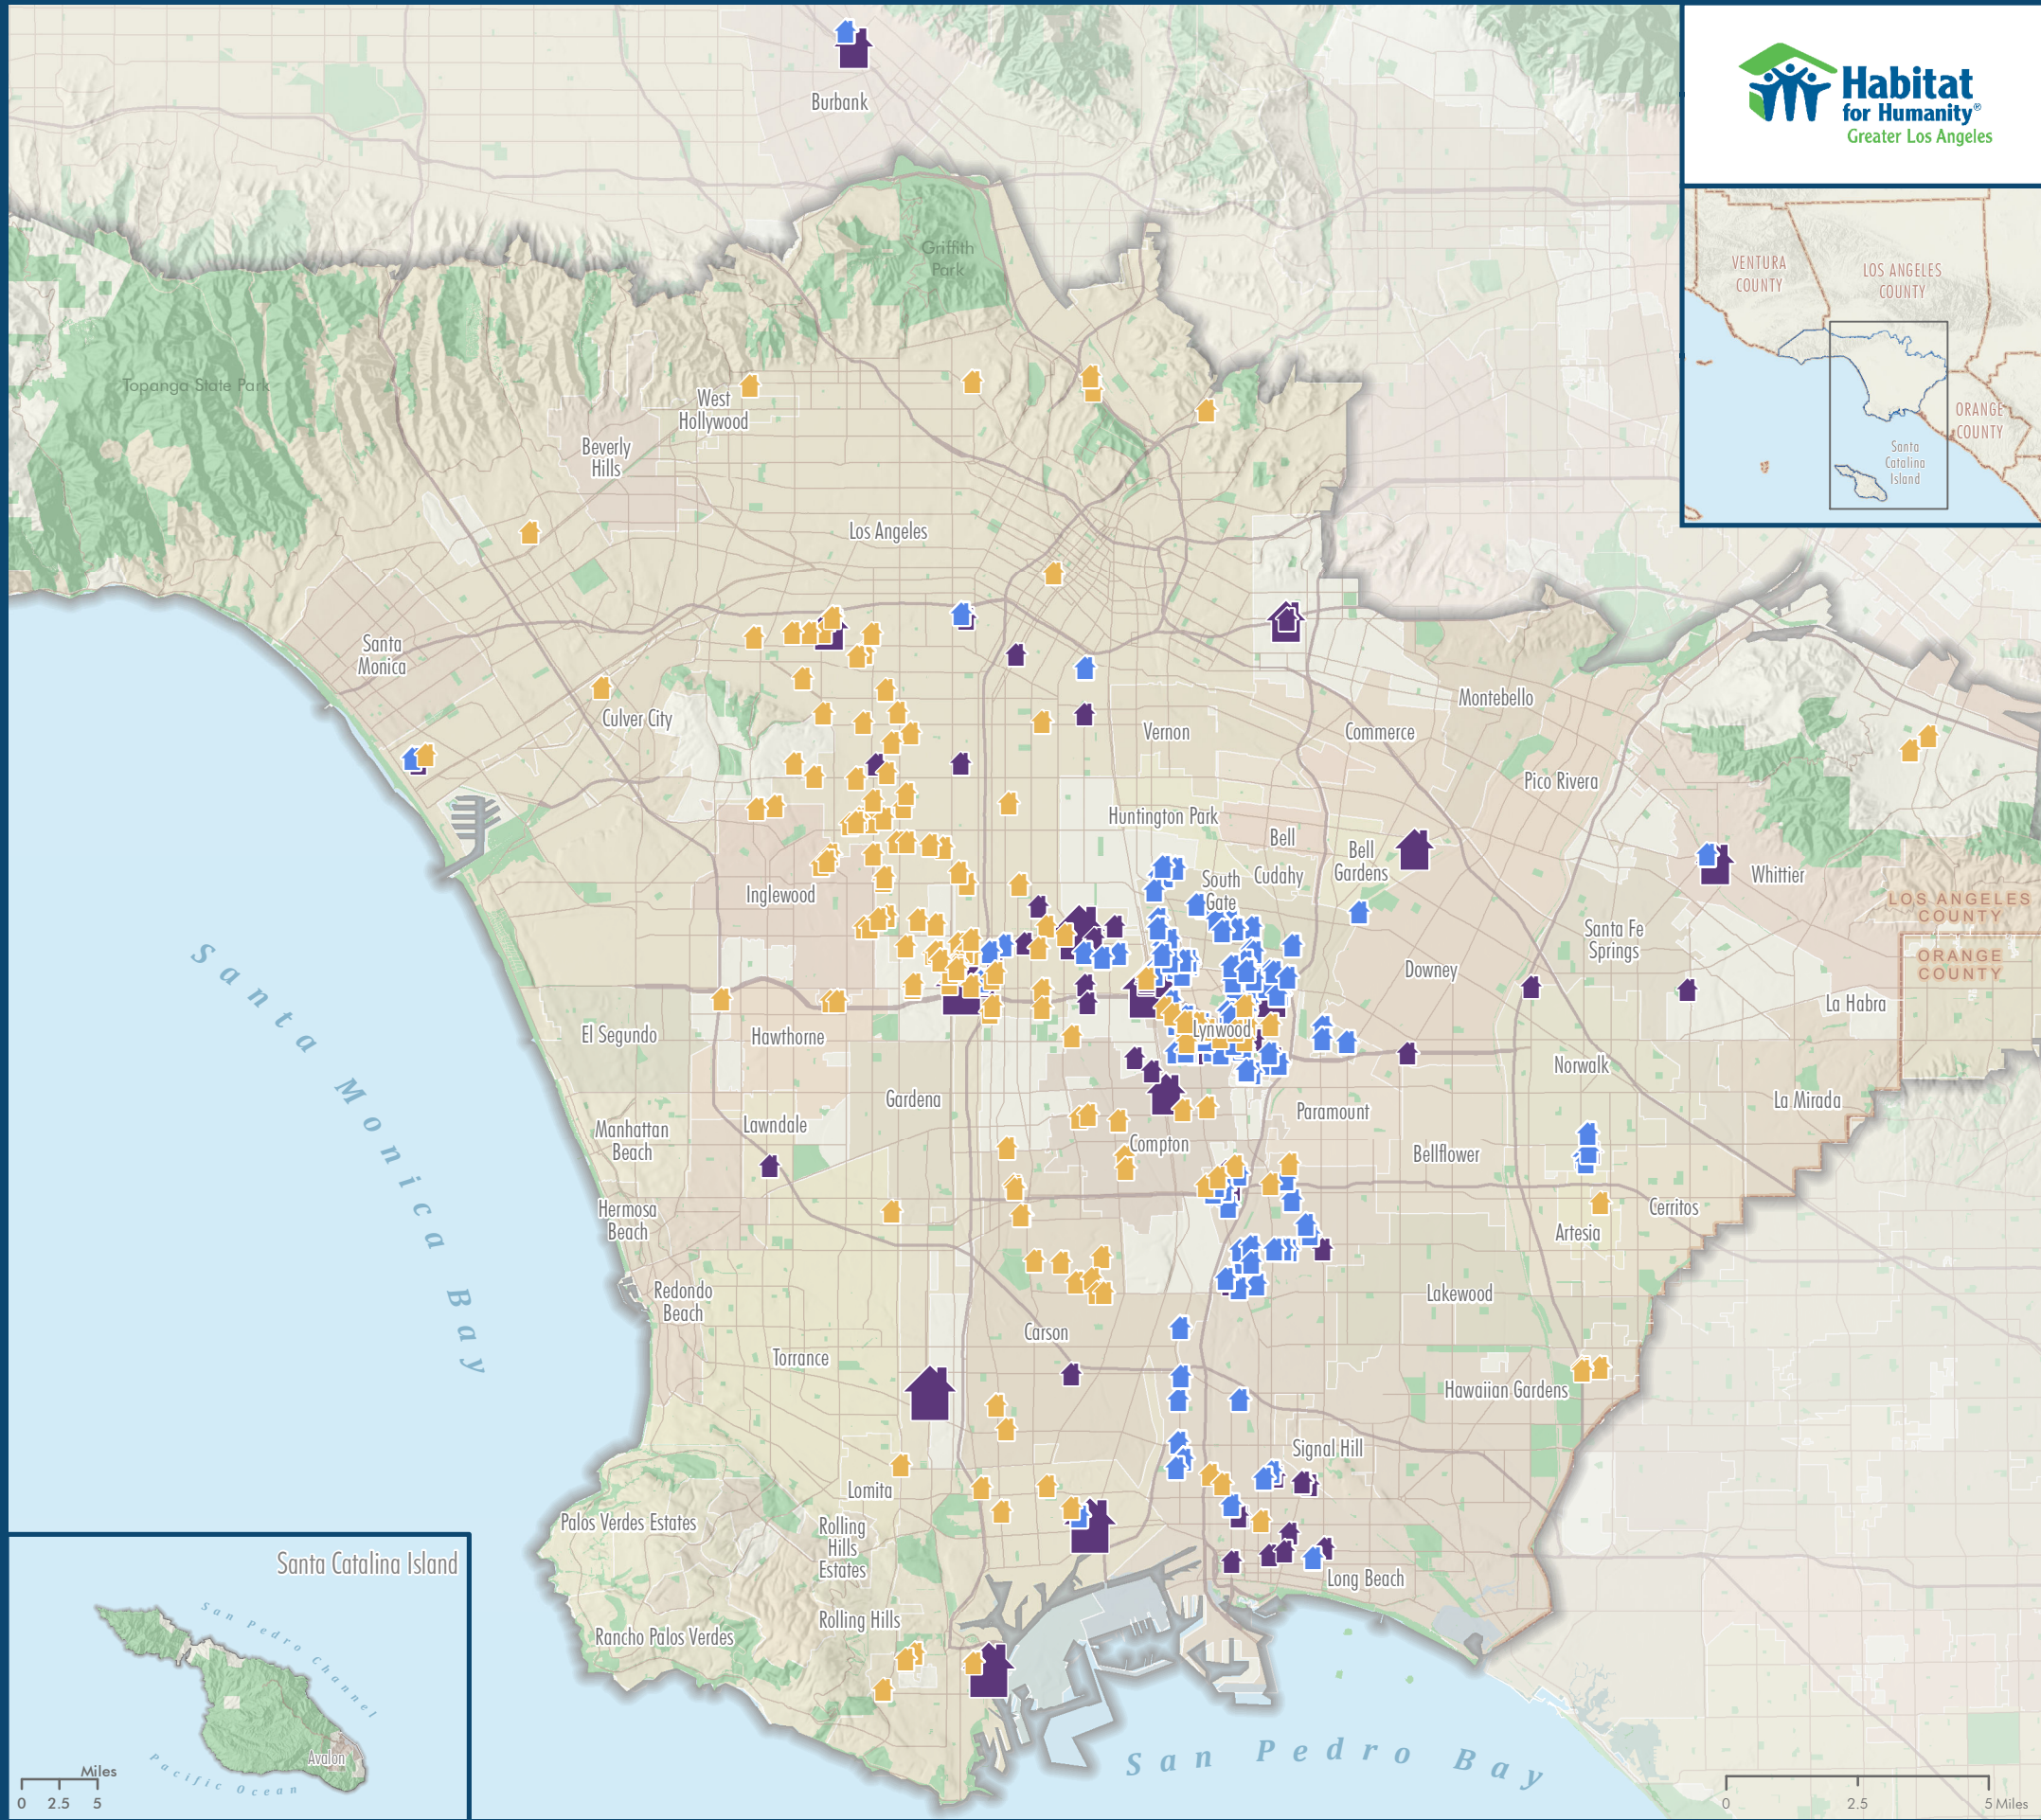 Burbank
Habitat
for Humanity®
Greater Los Angeles
Griffith
Park
VENTURA
COUNTY
LOS ANGELES
COUNTY
ORANGE
COUNTY
Santa
Catalina
Island
Topanga State Park
West
Hollywood
Beverly
Hills
Los Angeles
Santa
Monica
Culver City
Vernon
Commerce
Montebello
Pico Rivera
Huntington Park
Bell
Bell
Gardens
Cudahy
South
Gate
Whittier
Inglewood
LOS ANGELES
COUNTY
ORANGE
COUNTY
Santa Fe
Springs
Downey
La Habra
El Segundo
Hawthorne
Lynwood
Norwalk
Santa Monica Bay
Gardena
Paramount
La Mirada
Manhattan
Beach
Lawndale
Compton
Bellflower
Hermosa
Beach
Cerritos
Artesia
Redondo
Beach
Lakewood
Carson
Torrance
Hawaiian Gardens
Signal Hill
Lomita
Palos Verdes Estates
Rolling
Hills
Estates
Long Beach
Rolling Hills
Rancho Palos Verdes
Santa Catalina Island
San Pedro Channel
Avalon
Pacific Ocean
Miles
0 2.5 5
San Pedro Bay
0 2.5 5 Miles